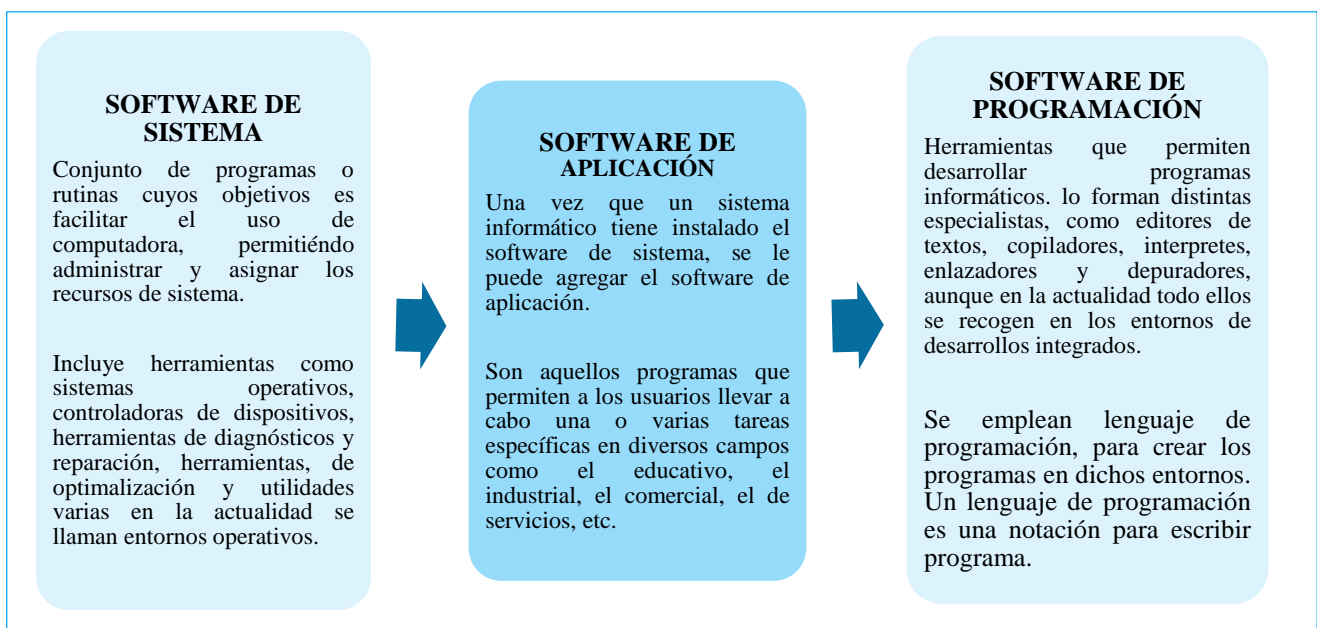 SOFTWARE DE
SISTEMA
Conjunto de programas o
rutinas cuyos objetivos es
facilitar el uso de
computadora, permitiéndo
administrar y asignar los
recursos de sistema.
Incluye herramientas como
sistemas operativos,
controladoras de dispositivos,
herramientas de diagnósticos y
reparación, herramientas, de
optimalización y utilidades
varias en la actualidad se
llaman entornos operativos.
SOFTWARE DE
APLICACIÓN
Una vez que un sistema
informático tiene instalado el
software de sistema, se le
puede agregar el software de
aplicación.
Son aquellos programas que
permiten a los usuarios llevar a
cabo una o varias tareas
específicas en diversos campos
como el educativo, el
industrial, el comercial, el de
servicios, etc.
SOFTWARE DE
PROGRAMACIÓN
Herramientas que permiten
desarrollar programas
informáticos. lo forman distintas
especialistas, como editores de
textos, copiladores, interpretes,
enlazadores y depuradores,
aunque en la actualidad todo ellos
se recogen en los entornos de
desarrollos integrados.
Se emplean lenguaje de
programación, para crear los
programas en dichos entornos.
Un lenguaje de programación
es una notación para escribir
programa.